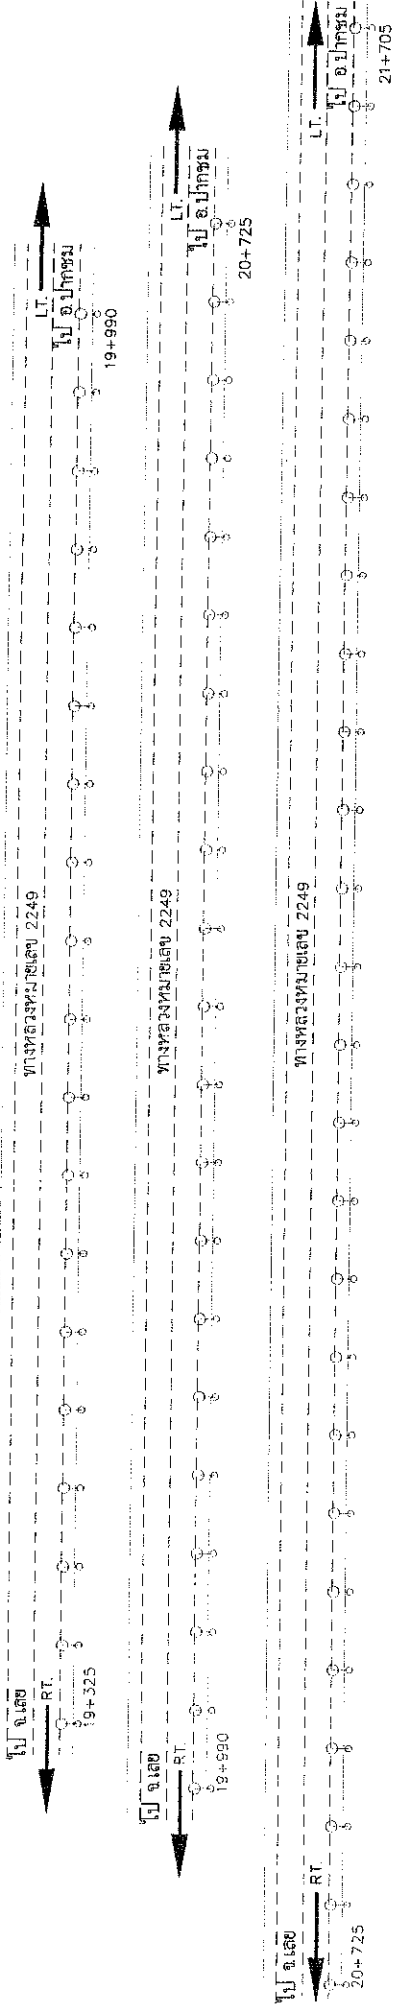 ไป จ.เลย
RT.
19+325
ทางหลวงหมายเลข 2249
LT.
ไป อ.ปากชม
19+990
ไป จ.เลย
RT.
19+990
ทางหลวงหมายเลข 2249
LT.
ไป อ.ปากชม
20+725
ไป จ.เลย
RT.
20+725
ทางหลวงหมายเลข 2249
LT.
ไป อ.ปากชม
21+705